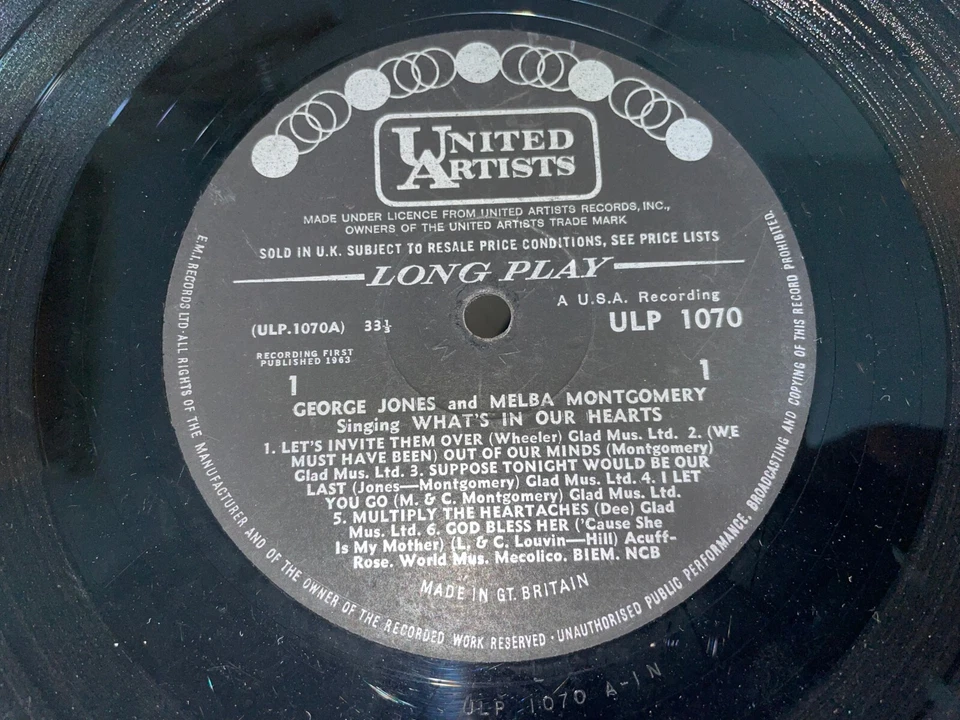 UNITED
ARTISTS
MADE UNDER LICENCE FROM UNITED ARTISTS RECORDS, INC.,
OWNERS OF THE UNITED ARTISTS TRADE MARK
SOLD IN U.K. SUBJECT TO RESALE PRICE CONDITIONS, SEE PRICE LISTS
LONG PLAY
A U.S.A. Recording
(ULP.1070A) 33⅓ ULP 1070
RECORDING FIRST
PUBLISHED 1963
1 1
GEORGE JONES and MELBA MONTGOMERY
Singing WHAT'S IN OUR HEARTS
1. LET'S INVITE THEM OVER (Wheeler) Glad Mus. Ltd. 2. (WE
MUST HAVE BEEN) OUT OF OUR MINDS (Montgomery)
Glad Mus. Ltd. 3. SUPPOSE TONIGHT WOULD BE OUR
LAST (Jones—Montgomery) Glad Mus. Ltd. 4. I LET
YOU GO (M. & C. Montgomery) Glad Mus. Ltd.
5. MULTIPLY THE HEARTACHES (Dee) Glad
Mus. Ltd. 6. GOD BLESS HER ('Cause She
Is My Mother) (L. & C. Louvin—Hill) Acuff-
Rose. World Mus. Mecolico. BIEM. NCB
MADE IN GT. BRITAIN
E.M.I. RECORDS LTD · ALL RIGHTS OF THE MANUFACTURER AND OF THE OWNER OF THE RECORDED WORK RESERVED · UNAUTHORISED PUBLIC PERFORMANCE, BROADCASTING AND COPYING OF THIS RECORD PROHIBITED
ULP 1070 A-1N